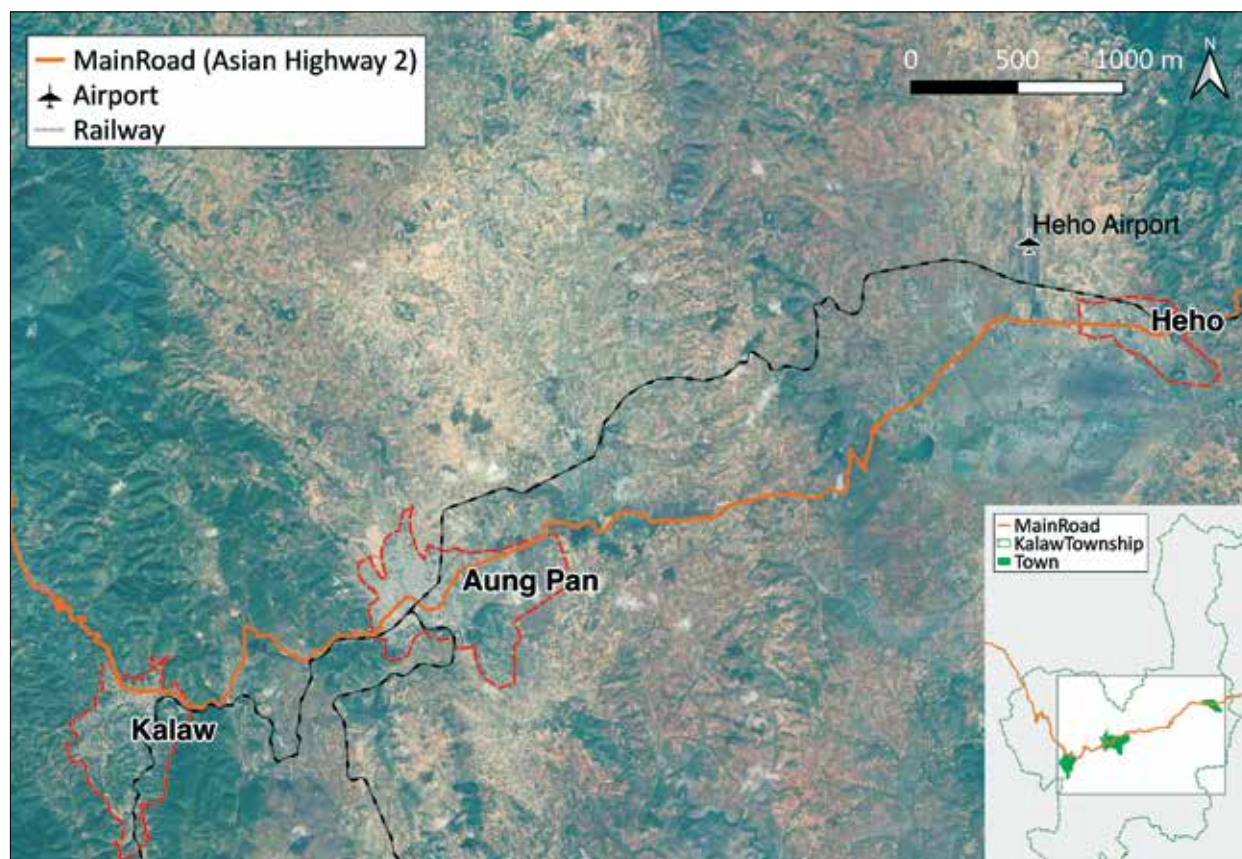 MainRoad (Asian Highway 2)
Airport
Railway
0 500 1000 m
N
Heho Airport
Heho
Aung Pan
Kalaw
MainRoad
KalawTownship
Town